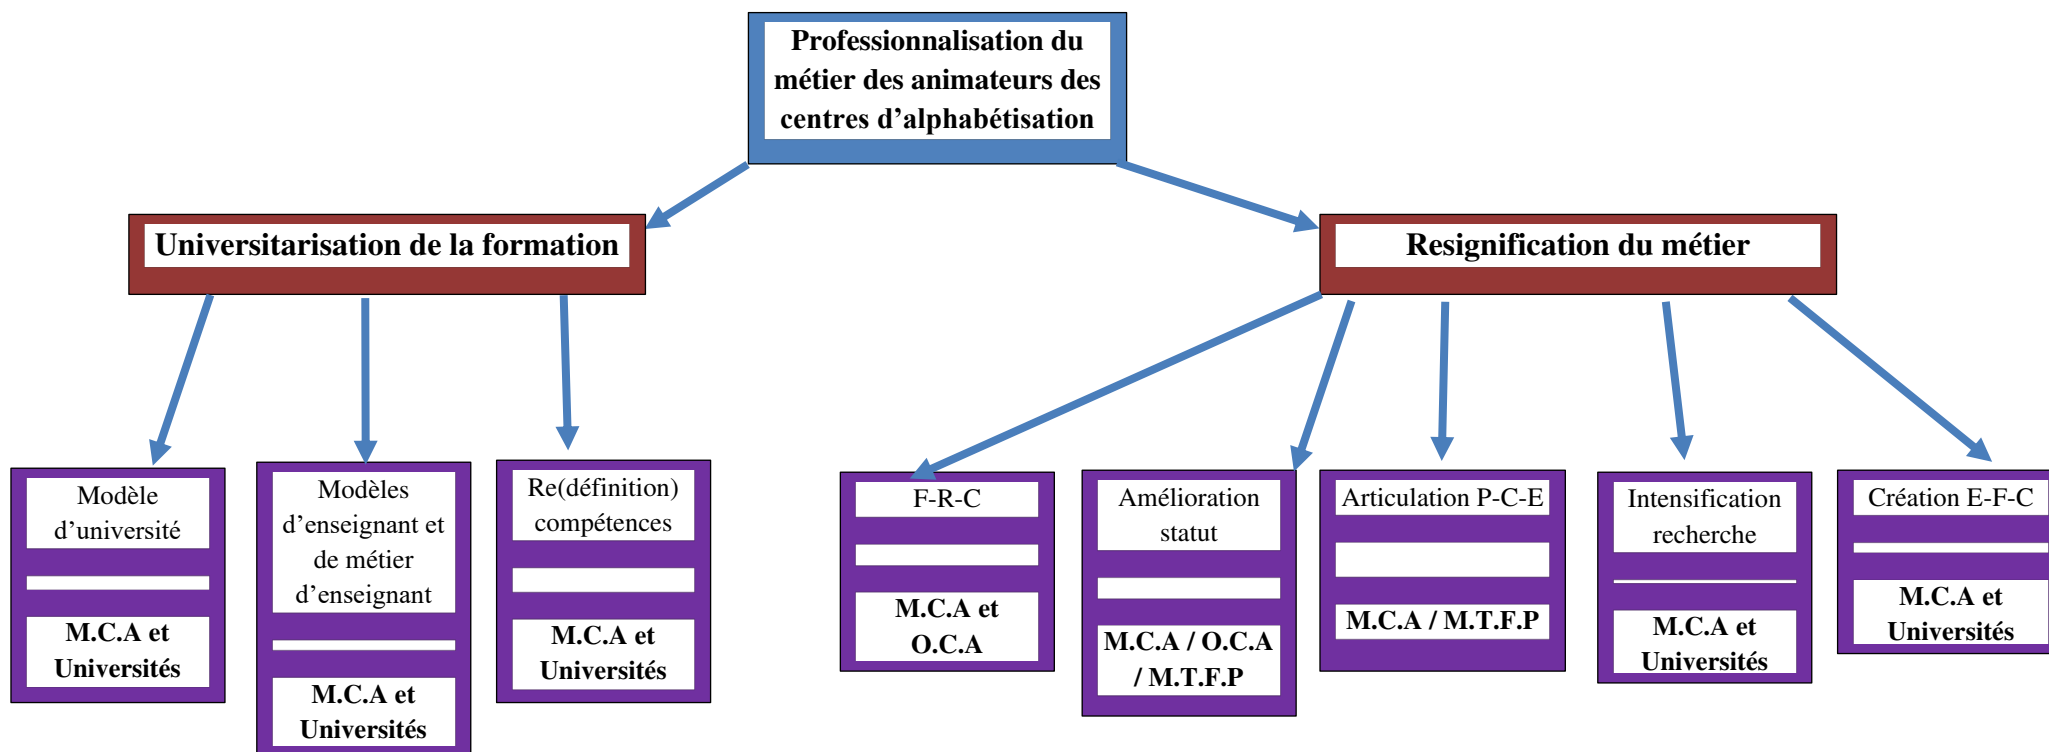 Professionnalisation du
métier des animateurs des
centres d’alphabétisation
Universitarisation de la formation
Resignification du métier
Modèle
d’université
M.C.A et
Universités
Modèles
d’enseignant et
de métier
d’enseignant
M.C.A et
Universités
Re(définition)
compétences
M.C.A et
Universités
F-R-C
M.C.A et
O.C.A
Amélioration
statut
M.C.A / O.C.A
/ M.T.F.P
Articulation P-C-E
M.C.A / M.T.F.P
Intensification
recherche
M.C.A et
Universités
Création E-F-C
M.C.A et
Universités